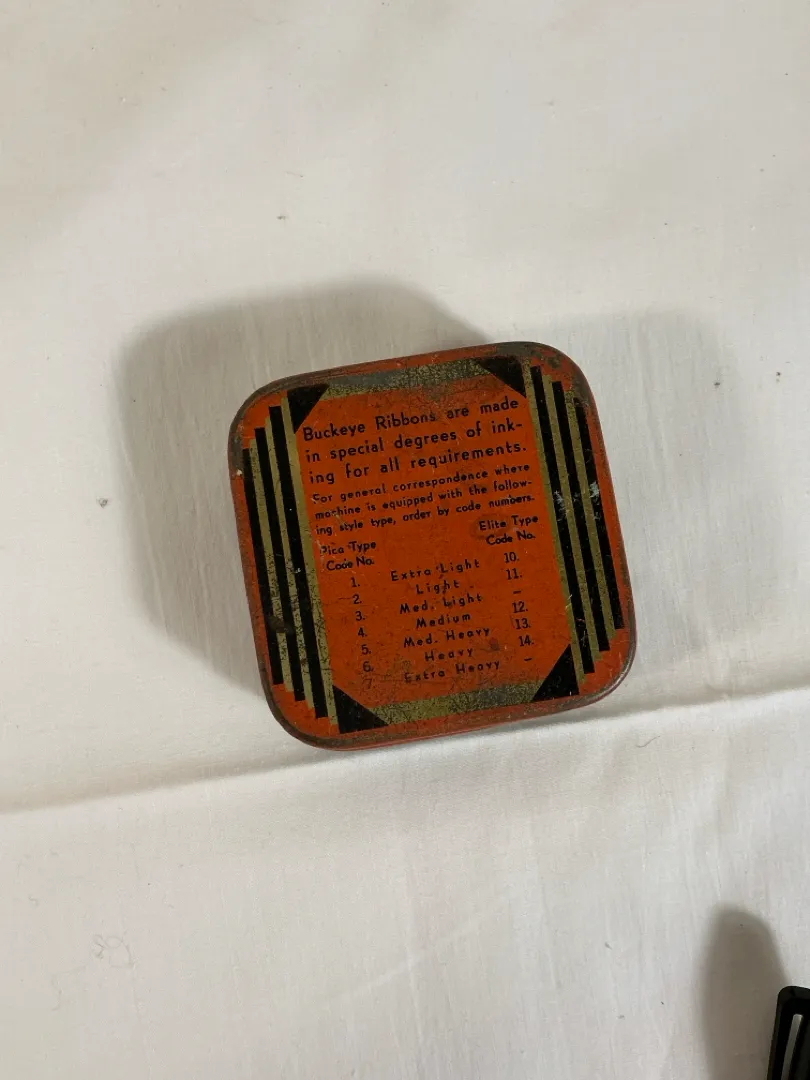 Buckeye Ribbons are made
in special degrees of ink-
ing for all requirements.
For general correspondence where
machine is equipped with the follow-
ing style type, order by code numbers.
Pica Type Elite Type
Code No. Code No.
1. Extra Light 10.
2. Light 11.
3. Med. Light –
4. Medium 12.
5. Med. Heavy 13.
6. Heavy 14.
7. Extra Heavy –